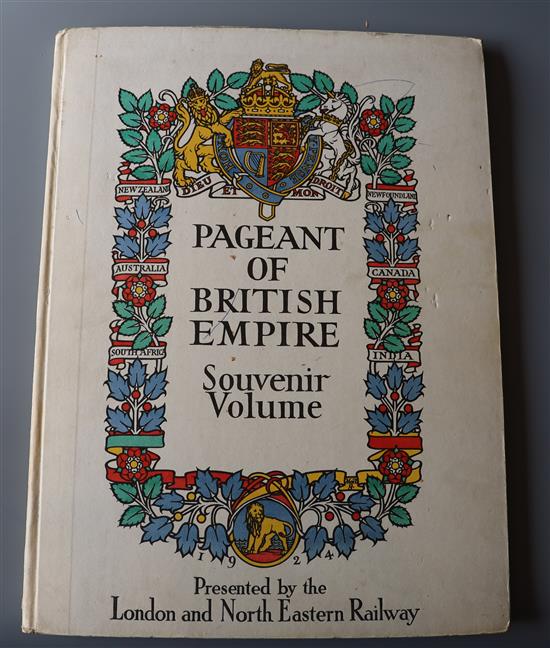 DIEU ET MON DROIT
NEW ZEALAND
NEWFOUNDLAND
AUSTRALIA
CANADA
SOUTH AFRICA
INDIA
PAGEANT
OF
BRITISH
EMPIRE
Souvenir
Volume
1924
Presented by the
London and North Eastern Railway